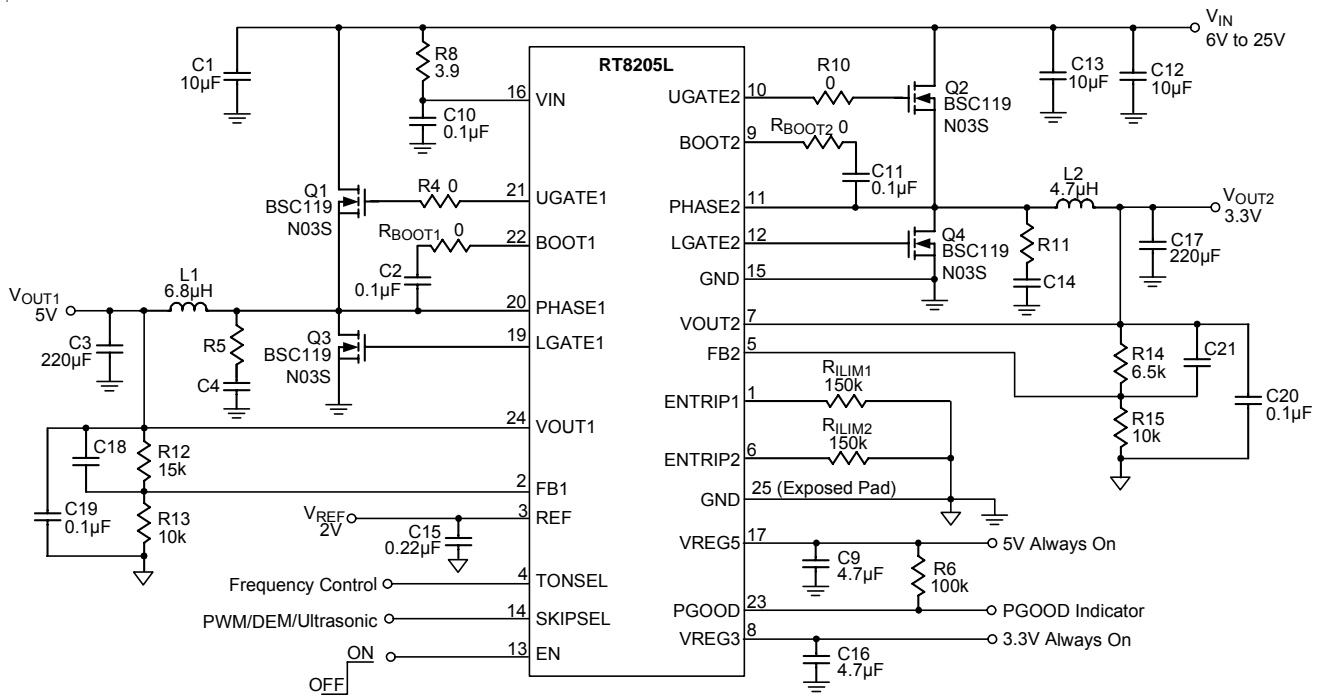 V_IN
6V to 25V
C1
10µF
R8
3.9
C10
0.1µF
RT8205L
16 VIN
UGATE2 10
R10
0
Q2
BSC119
N03S
C13
10µF
C12
10µF
BOOT2 9
R_BOOT2 0
C11
0.1µF
Q1
BSC119
N03S
R4 0
21 UGATE1
R_BOOT1 0
22 BOOT1
C2
0.1µF
PHASE2 11
L2
4.7µH
V_OUT2
3.3V
LGATE2 12
Q4
BSC119
N03S
R11
C14
C17
220µF
GND 15
V_OUT1
5V
L1
6.8µH
20 PHASE1
C3
220µF
R5
C4
Q3
BSC119
N03S
19 LGATE1
VOUT2 7
FB2 5
R14
6.5k
C21
R15
10k
C20
0.1µF
ENTRIP1 1
R_ILIM1
150k
24 VOUT1
C18
R12
15k
ENTRIP2 6
R_ILIM2
150k
2 FB1
C19
0.1µF
R13
10k
GND 25 (Exposed Pad)
V_REF
2V
3 REF
C15
0.22µF
VREG5 17
5V Always On
C9
4.7µF
R6
100k
Frequency Control
4 TONSEL
PGOOD 23
PGOOD Indicator
PWM/DEM/Ultrasonic
14 SKIPSEL
VREG3 8
3.3V Always On
C16
4.7µF
ON
OFF
13 EN